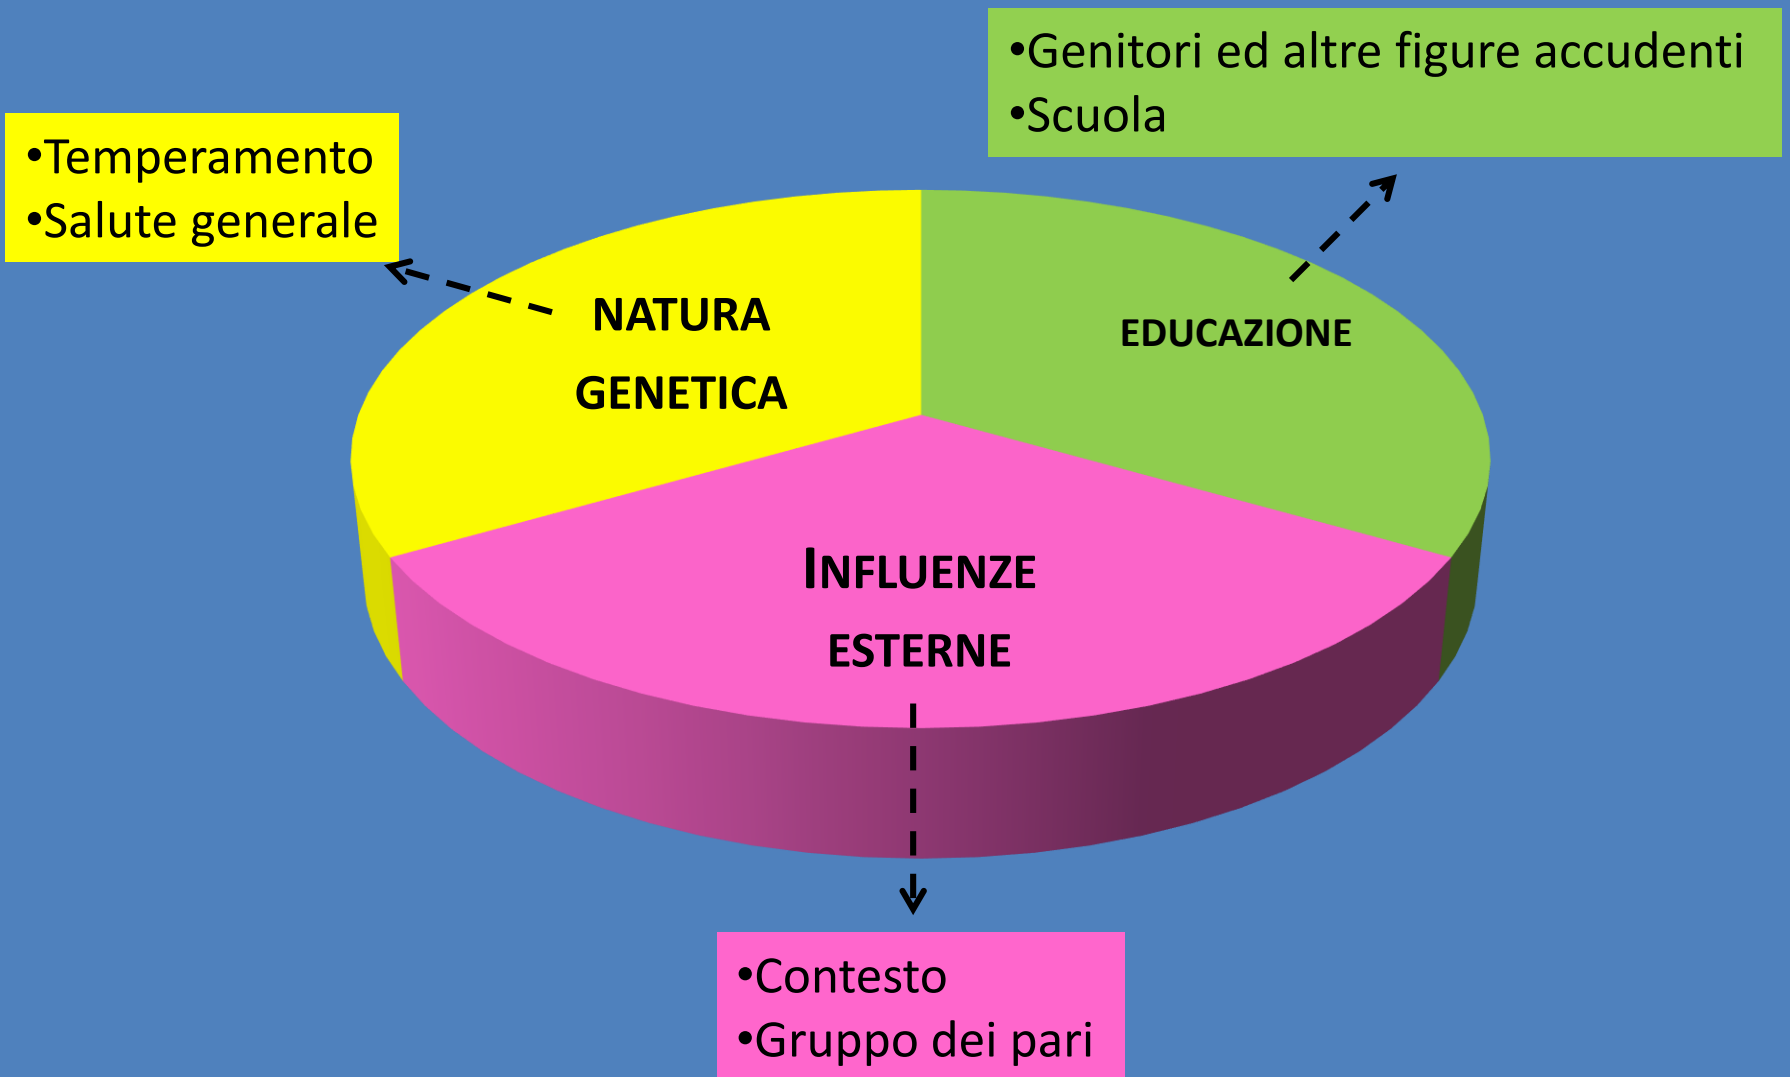 •Genitori ed altre figure accudenti
•Scuola
•Temperamento
•Salute generale
NATURA
GENETICA
EDUCAZIONE
INFLUENZE
ESTERNE
•Contesto
•Gruppo dei pari